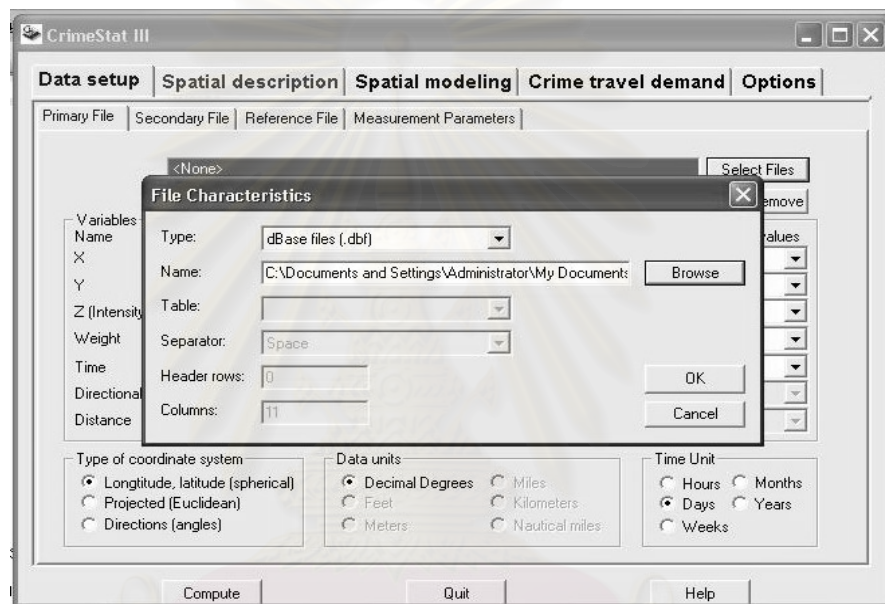 CrimeStat III
Data setup Spatial description Spatial modeling Crime travel demand Options
Primary File Secondary File Reference File Measurement Parameters
<None> Select Files
File Characteristics
Variables
Name
X
Y
Weight
Time
Directional
Distance
Type: dBase files (.dbf)
Name: C:\Documents and Settings\Administrator\My Documents Browse
Table:
Separator: Space
Header rows: 0
Columns: 11
OK
Cancel
Type of coordinate system
Longtitude, latitude (spherical)
Projected (Euclidean)
Directions (angles)
Data units
Decimal Degrees Miles
Feet Kilometers
Meters Nautical miles
Time Unit
Hours Months
Days Years
Weeks
Compute Quit Help